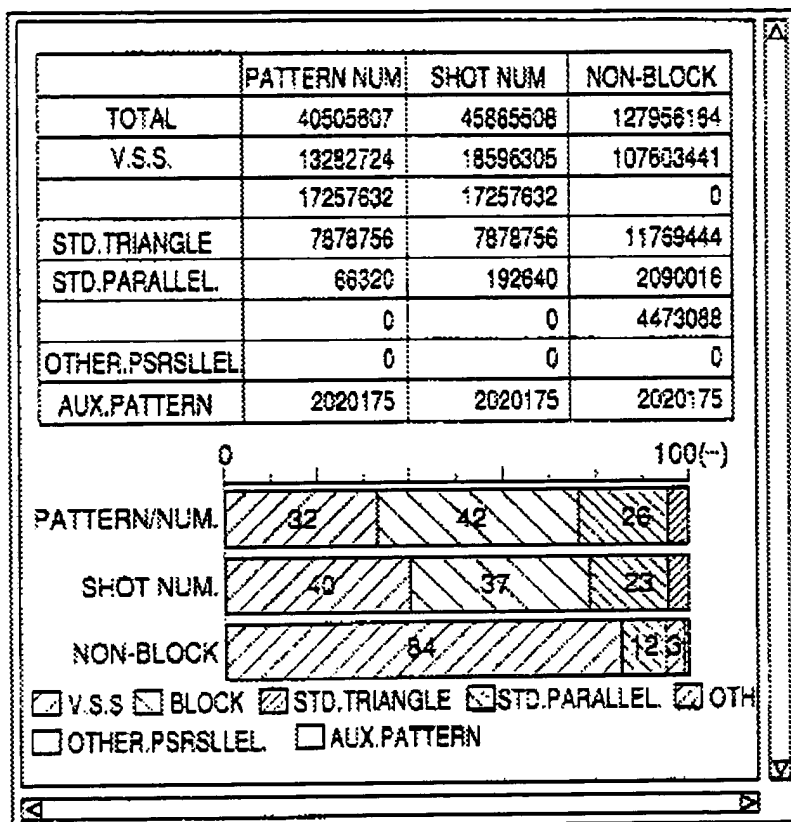 PATTERN NUM SHOT NUM NON-BLOCK
TOTAL 40505607 45865508 127956164
V.S.S. 13282724 18596305 107603441
17257632 17257632 0
STD.TRIANGLE 7878756 7878756 11769444
STD.PARALLEL. 66320 192640 2090016
0 0 4473088
OTHER.PSRSLLEL 0 0 0
AUX.PATTERN 2020175 2020175 2020175
0 100(--)
PATTERN/NUM. 32 42 26
SHOT NUM. 40 37 23
NON-BLOCK 84 12 3
V.S.S BLOCK STD.TRIANGLE STD.PARALLEL. OTH
OTHER.PSRSLLEL. AUX.PATTERN